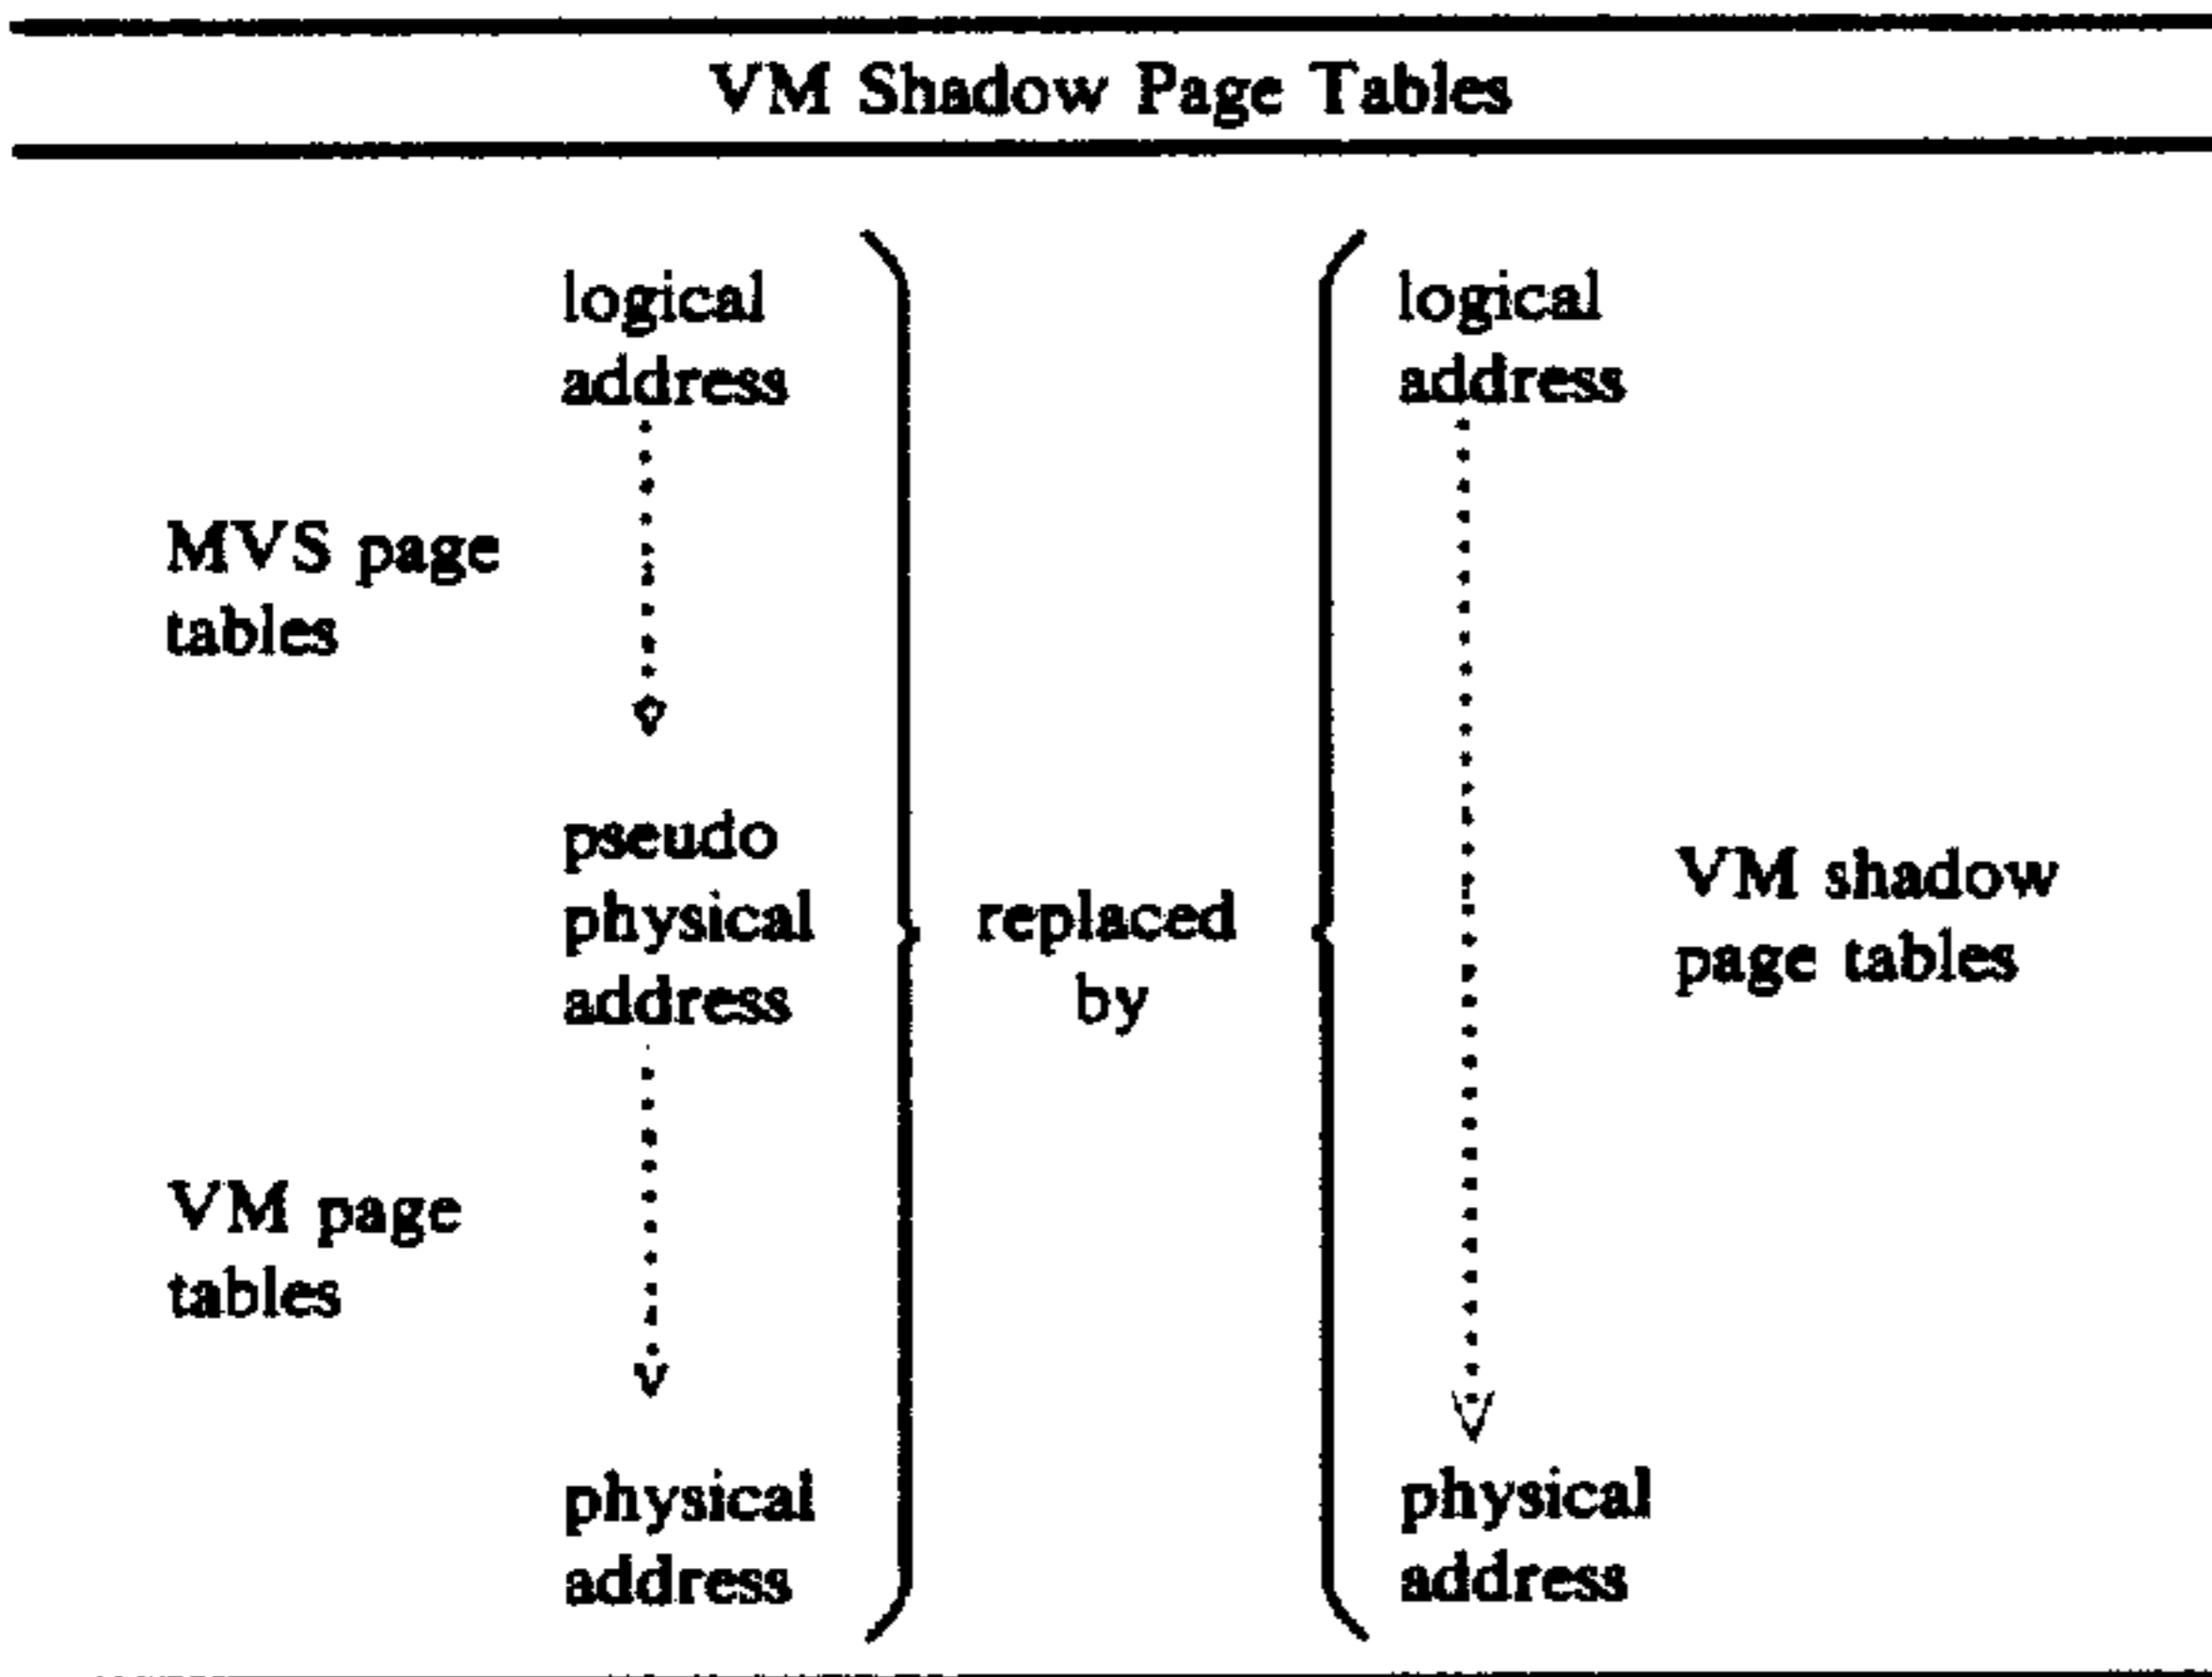 VM Shadow Page Tables
logical
address
MVS page
tables
pseudo
physical
address
VM page
tables
physical
address
replaced
by
logical
address
VM shadow
page tables
physical
address